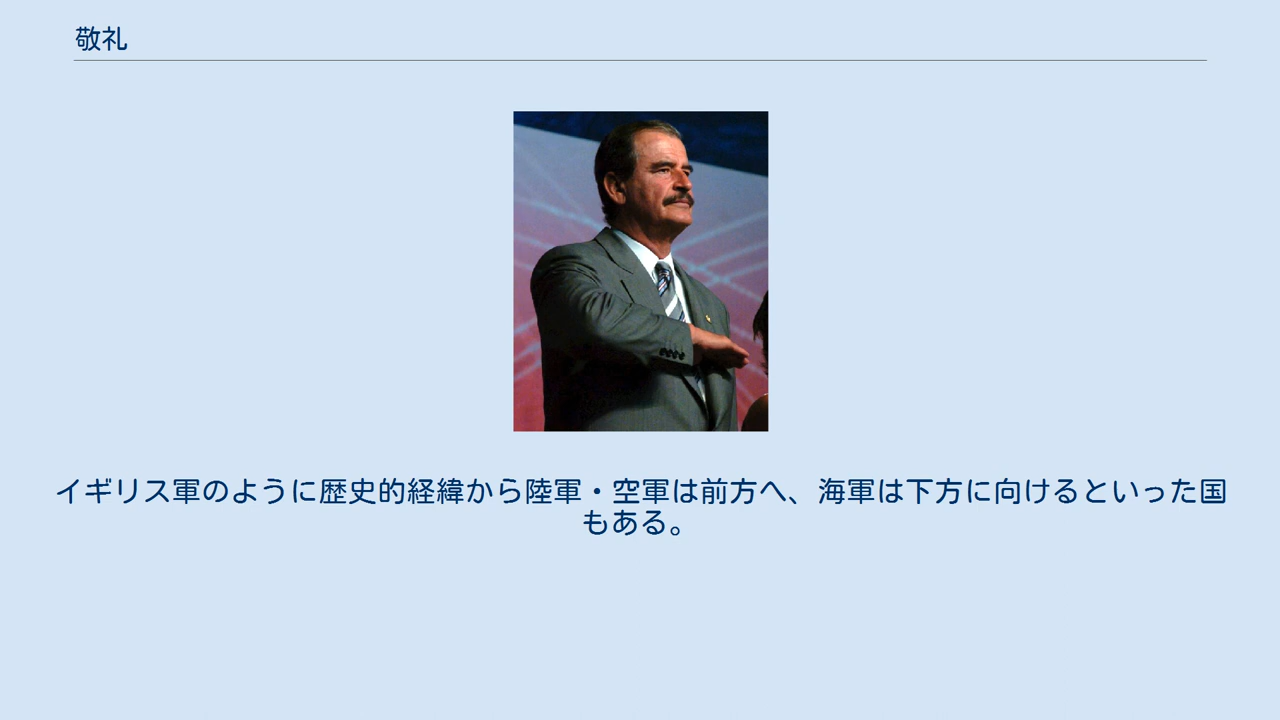 敬礼
イギリス軍のように歴史的経緯から陸軍・空軍は前方へ、海軍は下方に向けるといった国
もある。